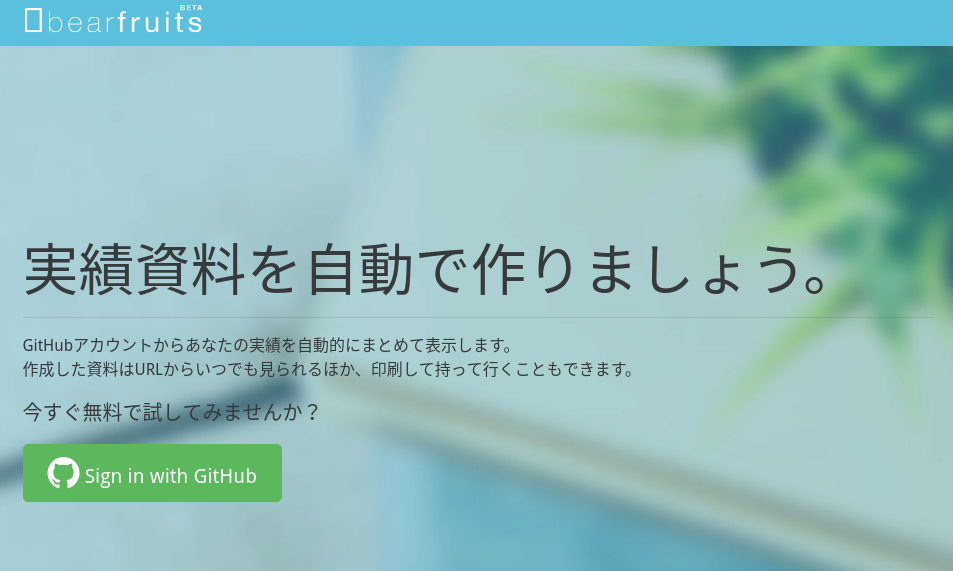 bearfruits BETA
実績資料を自動で作りましょう。
GitHubアカウントからあなたの実績を自動的にまとめて表示します。
作成した資料はURLからいつでも見られるほか、印刷して持って行くこともできます。
今すぐ無料で試してみませんか？
Sign in with GitHub